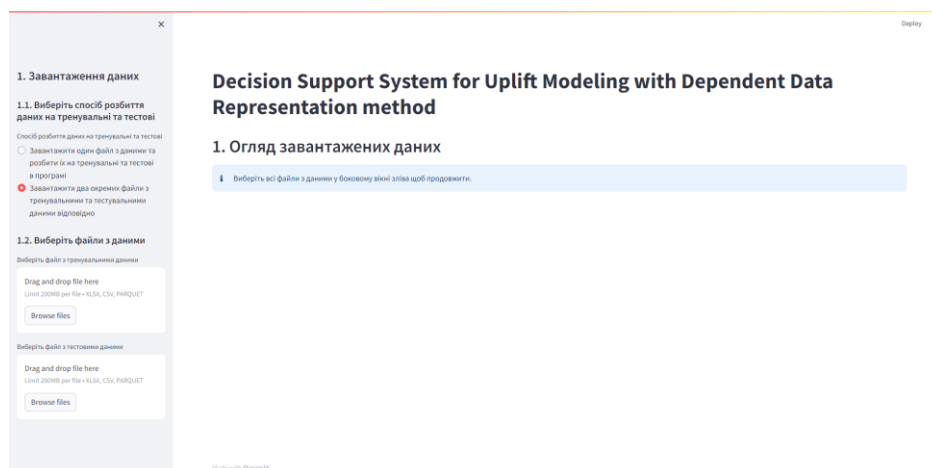 ×
Deploy
1. Завантаження даних
1.1. Виберіть спосіб розбиття
даних на тренувальні та тестові
Спосіб розбиття даних на тренувальні та тестові
Завантажити один файл з даними та
розбити їх на тренувальні та тестові
в програмі
Завантажити два окремих файли з
тренувальними та тестувальними
даними відповідно
1.2. Виберіть файли з даними
Виберіть файл з тренувальними даними
Drag and drop file here
Limit 200MB per file • XLSX, CSV, PARQUET
Browse files
Виберіть файл з тестовими даними
Drag and drop file here
Limit 200MB per file • XLSX, CSV, PARQUET
Browse files
Decision Support System for Uplift Modeling with Dependent Data
Representation method
1. Огляд завантажених даних
Виберіть всі файли з даними у боковому вікні зліва щоб продовжити.